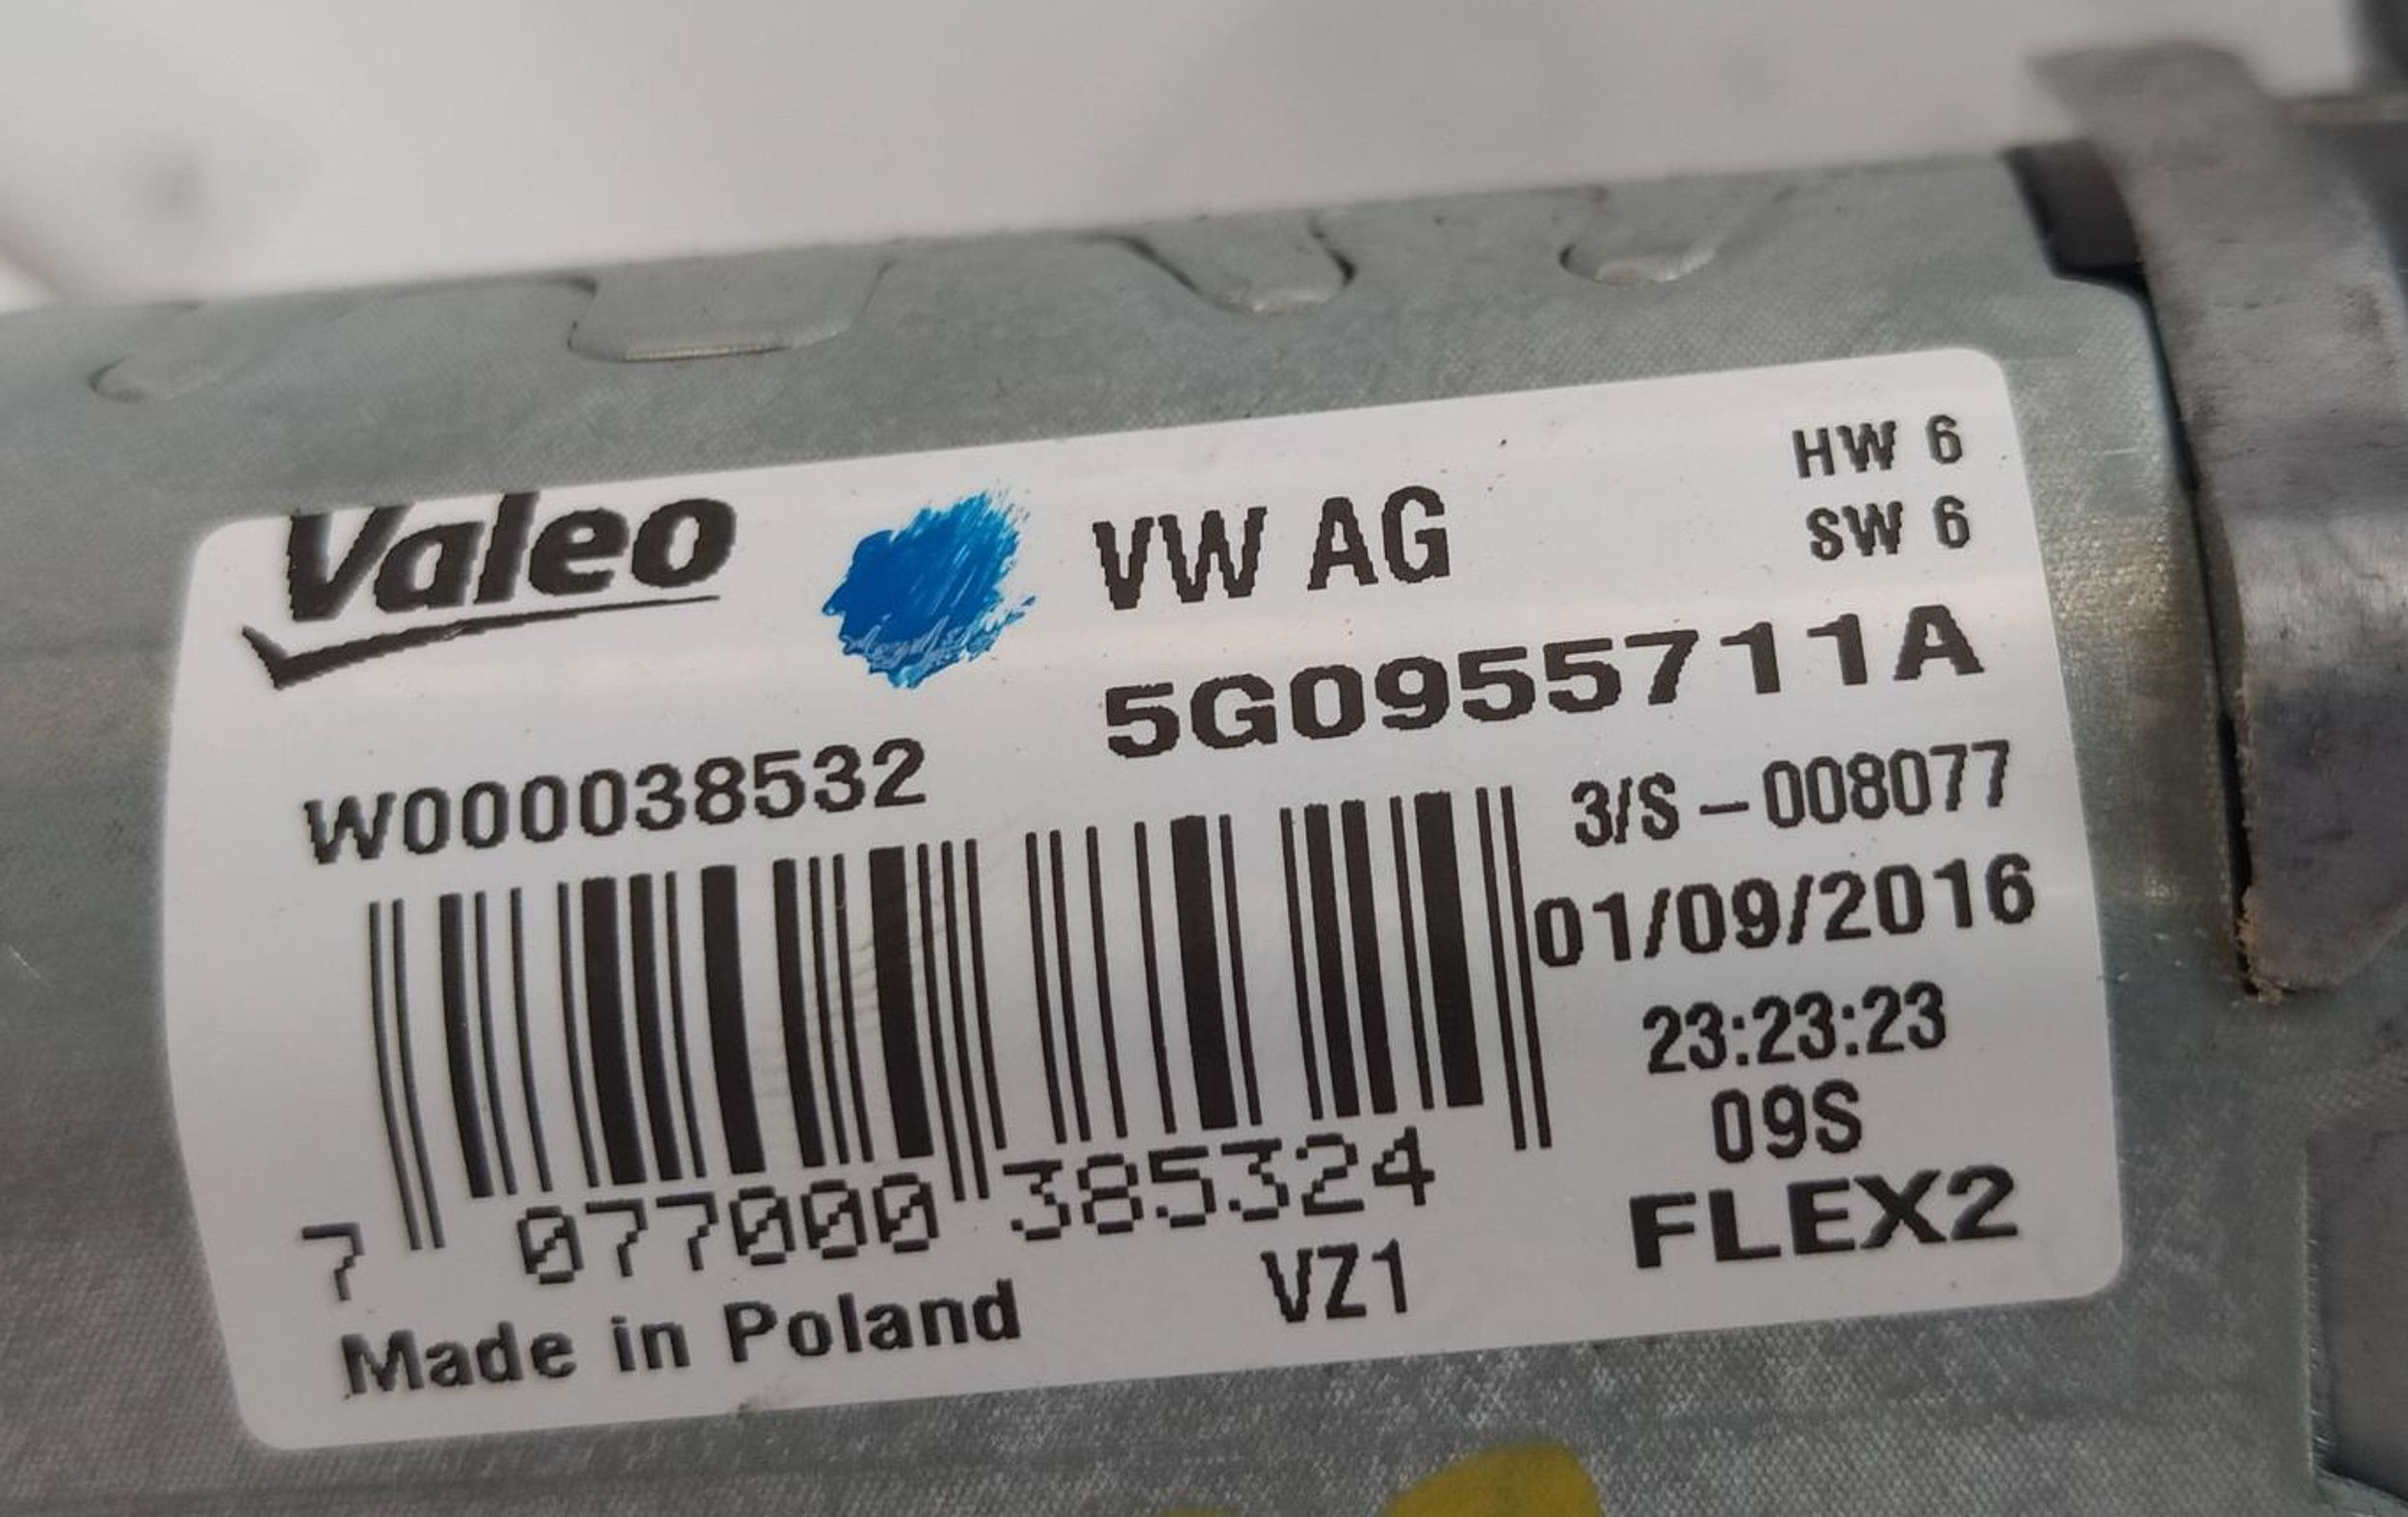 Valeo
VW AG
HW 6
SW 6
5G0955711A
W000038532
3/S-008077
01/09/2016
23:23:23
09S
FLEX2
7 077000 385324
VZ1
Made in Poland